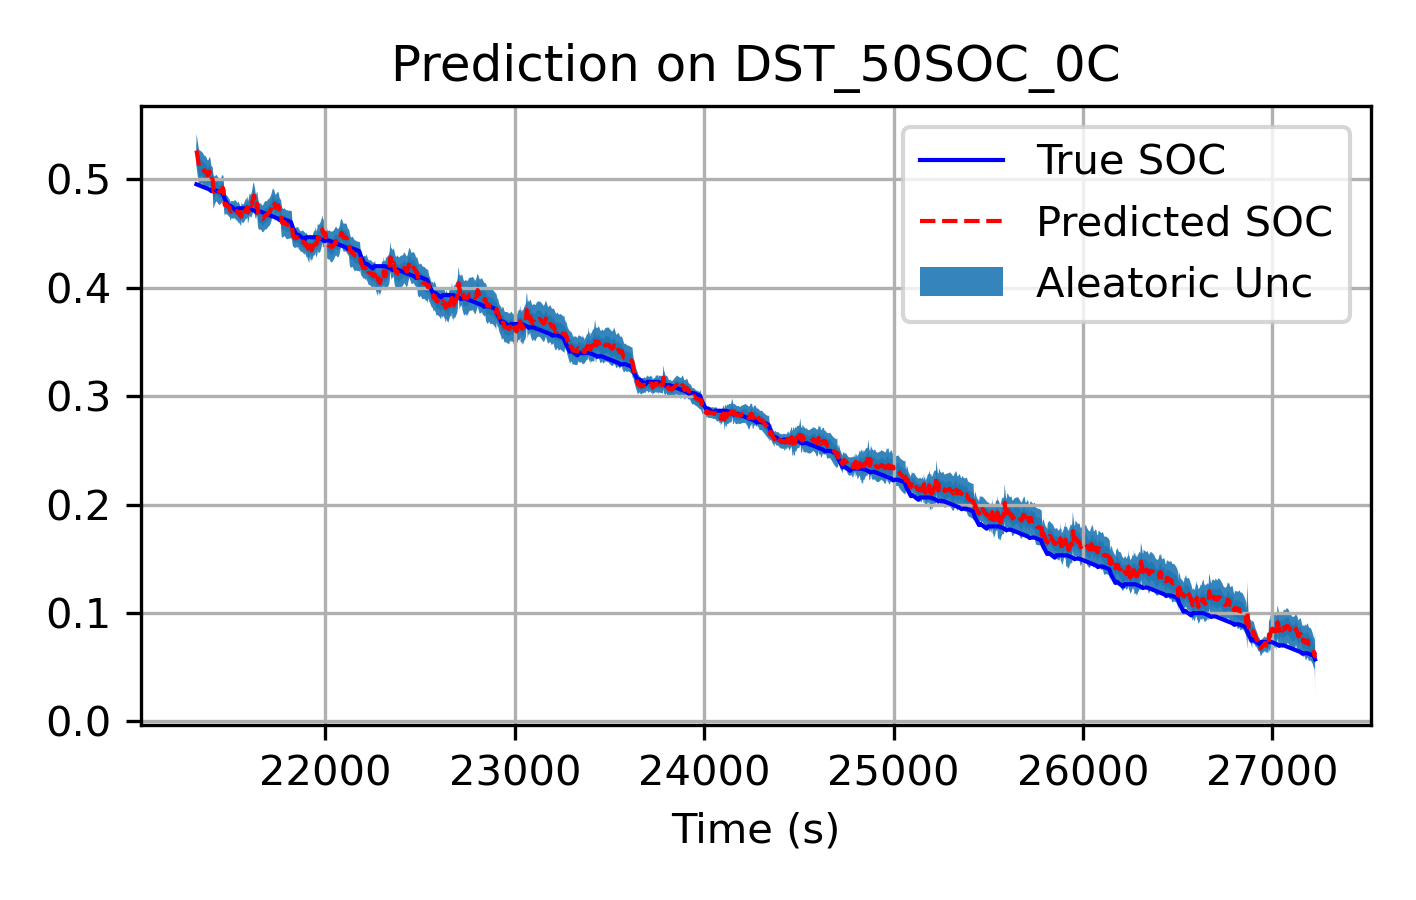 Prediction on DST_50SOC_0C
True SOC
Predicted SOC
Aleatoric Unc
0.5
0.4
0.3
0.2
0.1
0.0
22000 23000 24000 25000 26000 27000
Time (s)